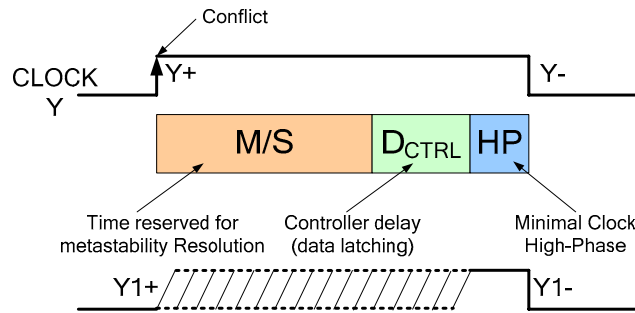 Conflict
CLOCK
Y
Y+
Y-
M/S
DCTRL
HP
Time reserved for
metastability Resolution
Controller delay
(data latching)
Minimal Clock
High-Phase
Y1+
Y1-